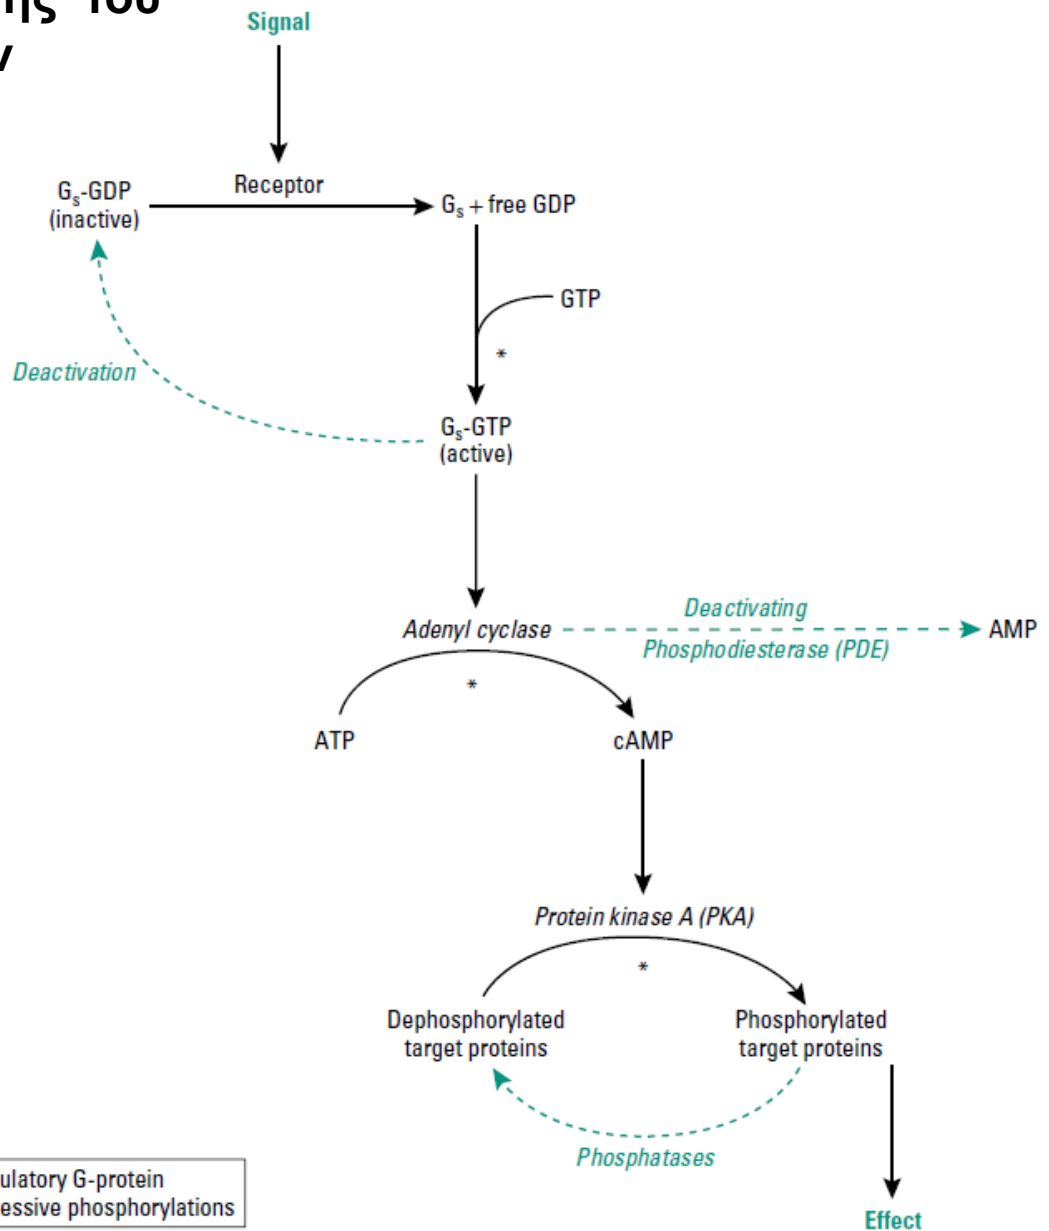 του
Signal
Receptor
Gs-GDP
(inactive)
Gs + free GDP
GTP
*
Deactivation
Gs-GTP
(active)
Deactivating
Adenyl cyclase
AMP
Phosphodiesterase (PDE)
*
ATP
cAMP
Protein kinase A (PKA)
*
Dephosphorylated
target proteins
Phosphorylated
target proteins
Phosphatases
ulatory G-protein
essive phosphorylations
Effect